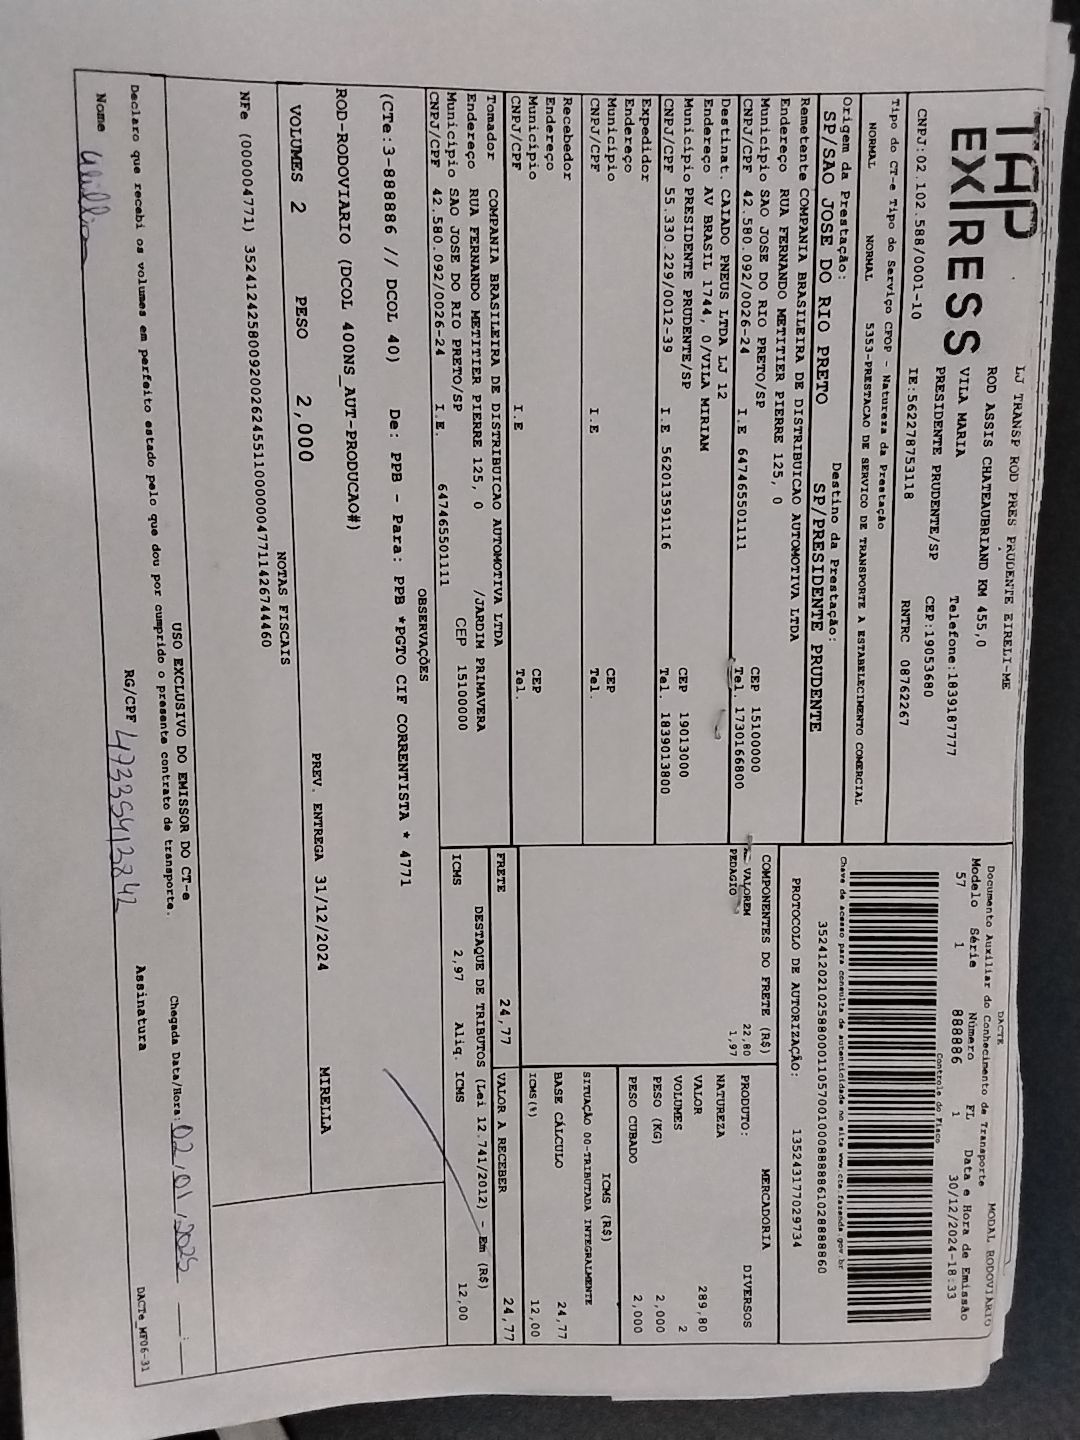 TAP
EXPRESS
LJ TRANSP ROD PRES PRUDENTE EIRELI-ME
ROD ASSIS CHATEAUBRIAND KM 455,0
VILA MARIA Telefone:1839187777
PRESIDENTE PRUDENTE/SP CEP:19053680
CNPJ:02.102.588/0001-10 IE:562278753118 RNTRC 08762267
Tipo do CT-e Tipo do Serviço CFOP - Natureza da Prestação
NORMAL NORMAL 5353-PRESTACAO DE SERVIÇO DE TRANSPORTE A ESTABELECIMENTO COMERCIAL
Origem da Prestação: Destino da Prestação:
SP/SAO JOSE DO RIO PRETO SP/PRESIDENTE PRUDENTE
Remetente COMPANIA BRASILEIRA DE DISTRIBUICAO AUTOMOTIVA LTDA
Endereço RUA FERNANDO METITIER PIERRE 125, 0
Município SAO JOSE DO RIO PRETO/SP CEP 15100000
CNPJ/CPF 42.580.092/0026-24 I.E 647465501111 Tel. 1730166800
Destinat. CAIADO PNEUS LTDA LJ 12
Endereço AV BRASIL 1744, 0/VILA MIRIAM
Município PRESIDENTE PRUDENTE/SP CEP 19013000
CNPJ/CPF 55.330.229/0012-39 I.E 562013591116 Tel. 1839013800
Expedidor
Endereço
Município CEP
CNPJ/CPF I.E Tel.
Recebedor
Endereço
Município CEP
CNPJ/CPF I.E Tel.
Tomador COMPANIA BRASILEIRA DE DISTRIBUICAO AUTOMOTIVA LTDA
Endereço RUA FERNANDO METITIER PIERRE 125, 0 /JARDIM PRIMAVERA
Município SAO JOSE DO RIO PRETO/SP CEP 15100000
CNPJ/CPF 42.580.092/0026-24 I.E. 647465501111
DACTE MODAL RODOVIARIO
Documento Auxiliar do Conhecimento de Transporte
Modelo Série Número FL Data e Hora de Emissão
57 1 888886 1 30/12/2024-18:33
Controle do Fisco
Chave de acesso para consulta de autenticidade no site www.cte.fazenda.gov.br
35241202102588000110570010008888861028888860
PROTOCOLO DE AUTORIZAÇÃO: 135243177029734
COMPONENTES DO FRETE (R$)
VALOREM 22,80
PEDAGIO 1,97
MERCADORIA
PRODUTO: DIVERSOS
NATUREZA
VALOR 289,80
VOLUMES 2
PESO (KG) 2,000
PESO CUBADO 2,000
ICMS (R$)
SITUAÇÃO 00-TRIBUTADA INTEGRALMENTE
BASE CÁLCULO 24,77
ICMS(%) 12,00
FRETE 24,77 VALOR A RECEBER 24,77
DESTAQUE DE TRIBUTOS (Lei 12.741/2012) - Em (R$)
ICMS 2,97 Aliq. ICMS 12,00
OBSERVAÇÕES
(CTe:3-888886 // DCOL 40) De: PPB - Para: PPB *PGTO CIF CORRENTISTA * 4771
ROD-RODOVIARIO (DCOL 400NS_AUT-PRODUCAO#)
VOLUMES 2 PESO 2,000 PREV. ENTREGA 31/12/2024 MIRELLA
NOTAS FISCAIS
NFe (000004771) 35241242580092002624551100000047711426744460
USO EXCLUSIVO DO EMISSOR DO CT-e
Declaro que recebi os volumes em perfeito estado pelo que dou por cumprido o presente contrato de transporte. Chegada Data/Hora: 02/01/2025 :
Nome RG/CPF 47335413842 Assinatura
DACTe_MF06-31